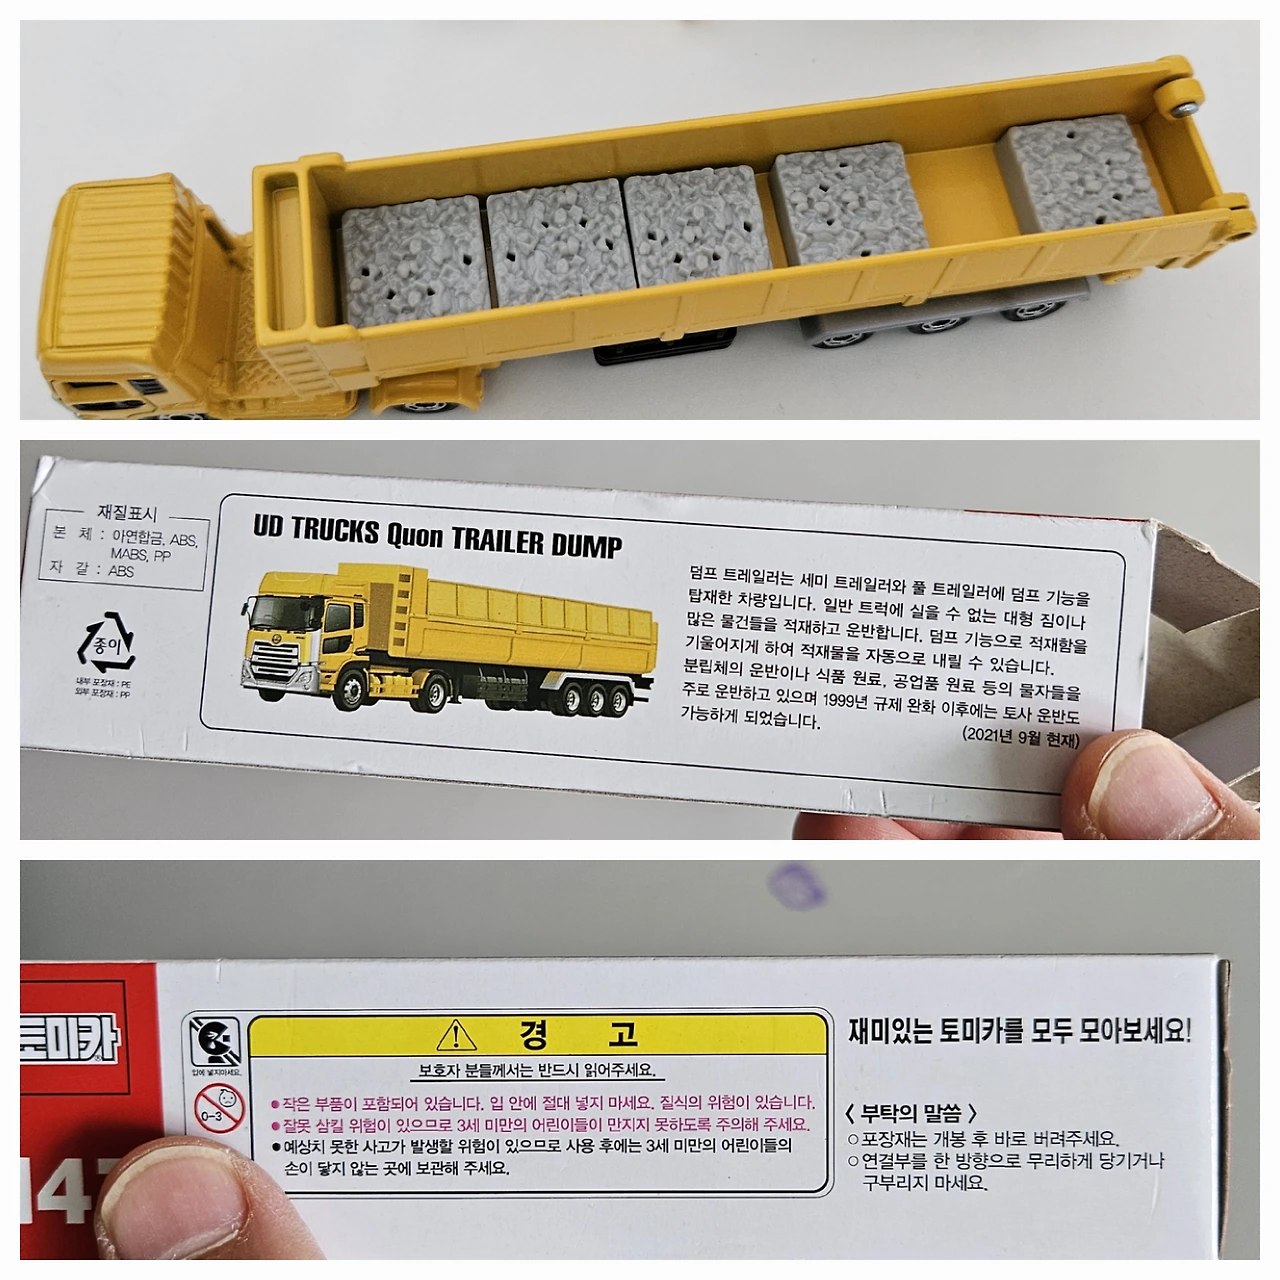 재질표시
본 체 : 아연합금, ABS,
MABS, PP
자 갈 : ABS
종이
내부 포장재 : PE
외부 포장재 : PP
UD TRUCKS Quon TRAILER DUMP
덤프 트레일러는 세미 트레일러와 풀 트레일러에 덤프 기능을
탑재한 차량입니다. 일반 트럭에 실을 수 없는 대형 짐이나
많은 물건들을 적재하고 운반합니다. 덤프 기능으로 적재함을
기울어지게 하여 적재물을 자동으로 내릴 수 있습니다.
분립체의 운반이나 식품 원료, 공업품 원료 등의 물자들을
주로 운반하고 있으며 1999년 규제 완화 이후에는 토사 운반도
가능하게 되었습니다.
(2021년 9월 현재)
토미카
147
입에 넣지마세요.
0-3
경 고
보호자 분들께서는 반드시 읽어주세요.
●작은 부품이 포함되어 있습니다. 입 안에 절대 넣지 마세요. 질식의 위험이 있습니다.
●잘못 삼킬 위험이 있으므로 3세 미만의 어린이들이 만지지 못하도록 주의해 주세요.
●예상치 못한 사고가 발생할 위험이 있으므로 사용 후에는 3세 미만의 어린이들의
손이 닿지 않는 곳에 보관해 주세요.
재미있는 토미카를 모두 모아보세요!
< 부탁의 말씀 >
○포장재는 개봉 후 바로 버려주세요.
○연결부를 한 방향으로 무리하게 당기거나
구부리지 마세요.